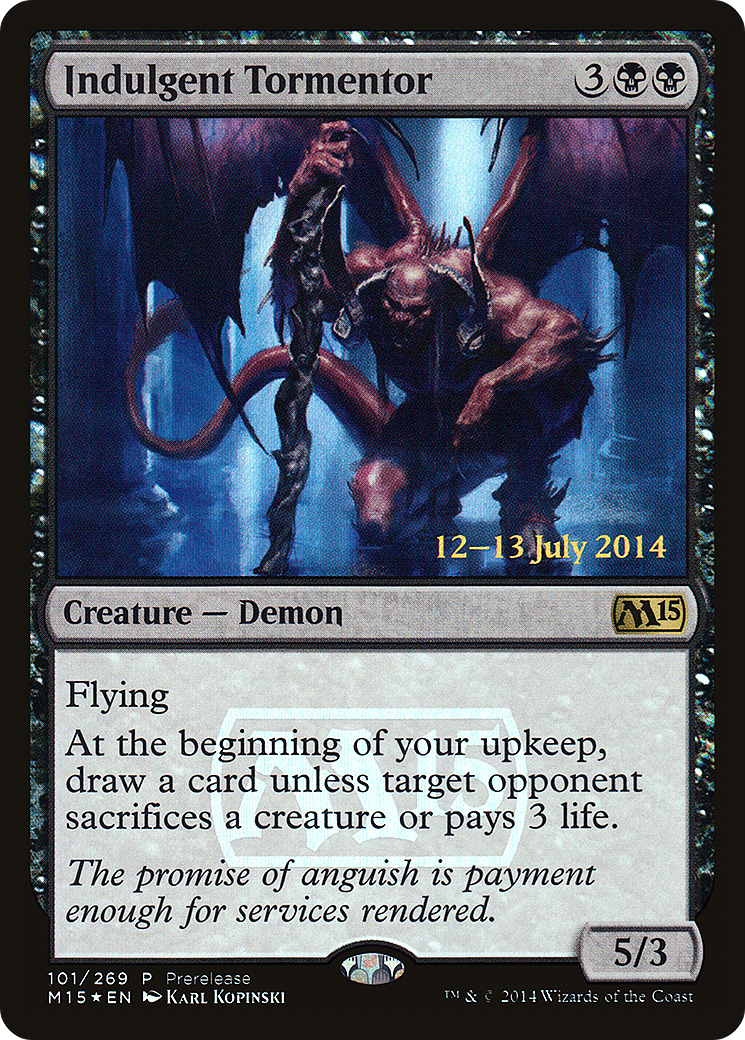 Indulgent Tormentor 3
12–13 July 2014
Creature — Demon
M15
Flying
At the beginning of your upkeep,
draw a card unless target opponent
sacrifices a creature or pays 3 life.
The promise of anguish is payment
enough for services rendered.
5/3
101/269 P Prerelease
M15★EN Karl Kopinski
™ & © 2014 Wizards of the Coast